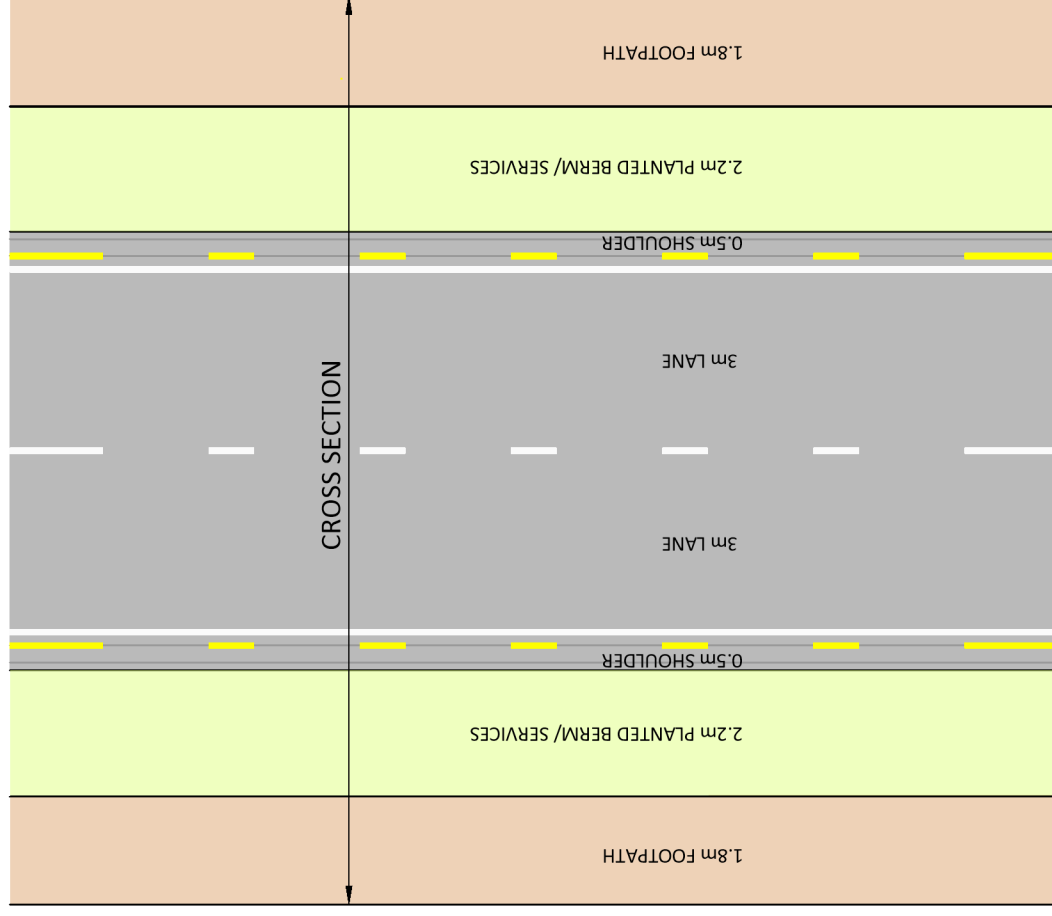 1.8m FOOTPATH
2.2m PLANTED BERM/ SERVICES
0.5m SHOULDER
3m LANE
CROSS SECTION
3m LANE
0.5m SHOULDER
2.2m PLANTED BERM/ SERVICES
1.8m FOOTPATH